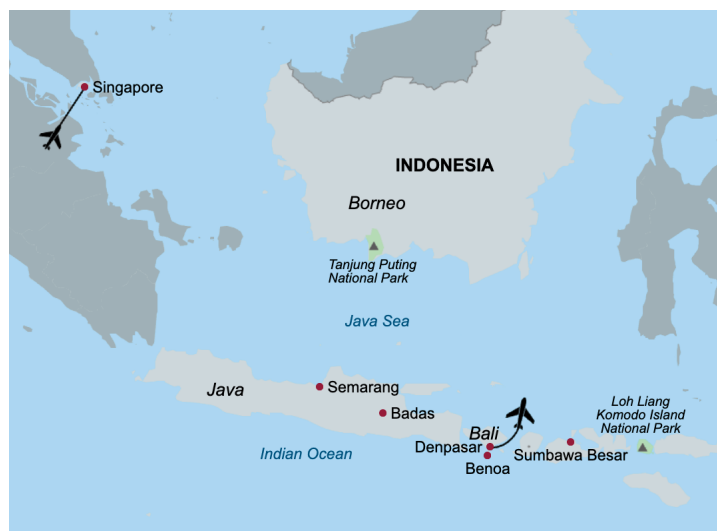 Singapore
INDONESIA
Borneo
Tanjung Puting
National Park
Java Sea
Java
Semarang
Badas
Loh Liang
Komodo Island
National Park
Bali
Denpasar
Indian Ocean
Sumbawa Besar
Benoa